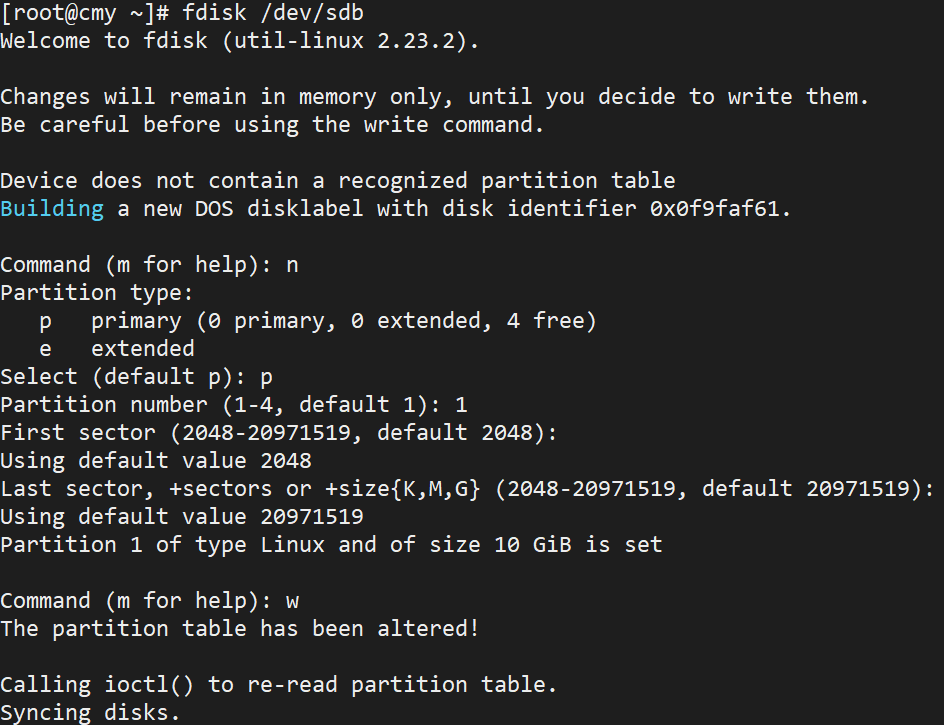 [root@cmy ~]# fdisk /dev/sdb
Welcome to fdisk (util-linux 2.23.2).

Changes will remain in memory only, until you decide to write them.
Be careful before using the write command.

Device does not contain a recognized partition table
Building a new DOS disklabel with disk identifier 0x0f9faf61.

Command (m for help): n
Partition type:
   p   primary (0 primary, 0 extended, 4 free)
   e   extended
Select (default p): p
Partition number (1-4, default 1): 1
First sector (2048-20971519, default 2048):
Using default value 2048
Last sector, +sectors or +size{K,M,G} (2048-20971519, default 20971519):
Using default value 20971519
Partition 1 of type Linux and of size 10 GiB is set

Command (m for help): w
The partition table has been altered!

Calling ioctl() to re-read partition table.
Syncing disks.